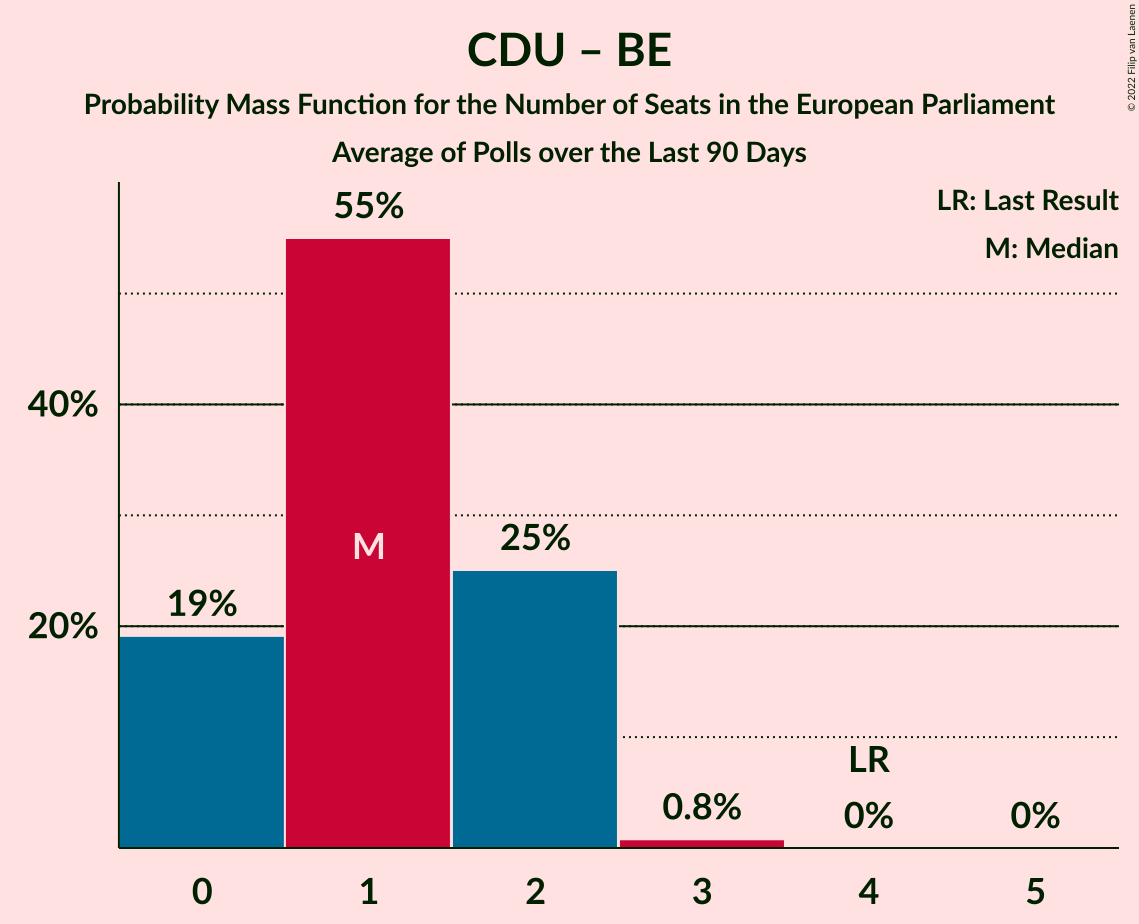 CDU – BE
Probability Mass Function for the Number of Seats in the European Parliament
Average of Polls over the Last 90 Days
© 2022 Filip van Laenen
LR: Last Result
M: Median
55%
40%
M
25%
19%
20%
LR
0.8%
0%
0%
0 1 2 3 4 5